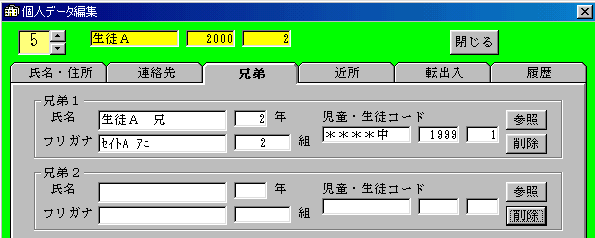 個人データ編集
5 生徒A 2000 2 閉じる
氏名・住所 連絡先 兄弟 近所 転出入 履歴
兄弟1
氏名 生徒A 兄 2 年 児童・生徒コード 参照
フリガナ セイトA アニ 2 組 ****中 1999 1 削除
兄弟2
氏名 年 児童・生徒コード 参照
フリガナ 組 削除